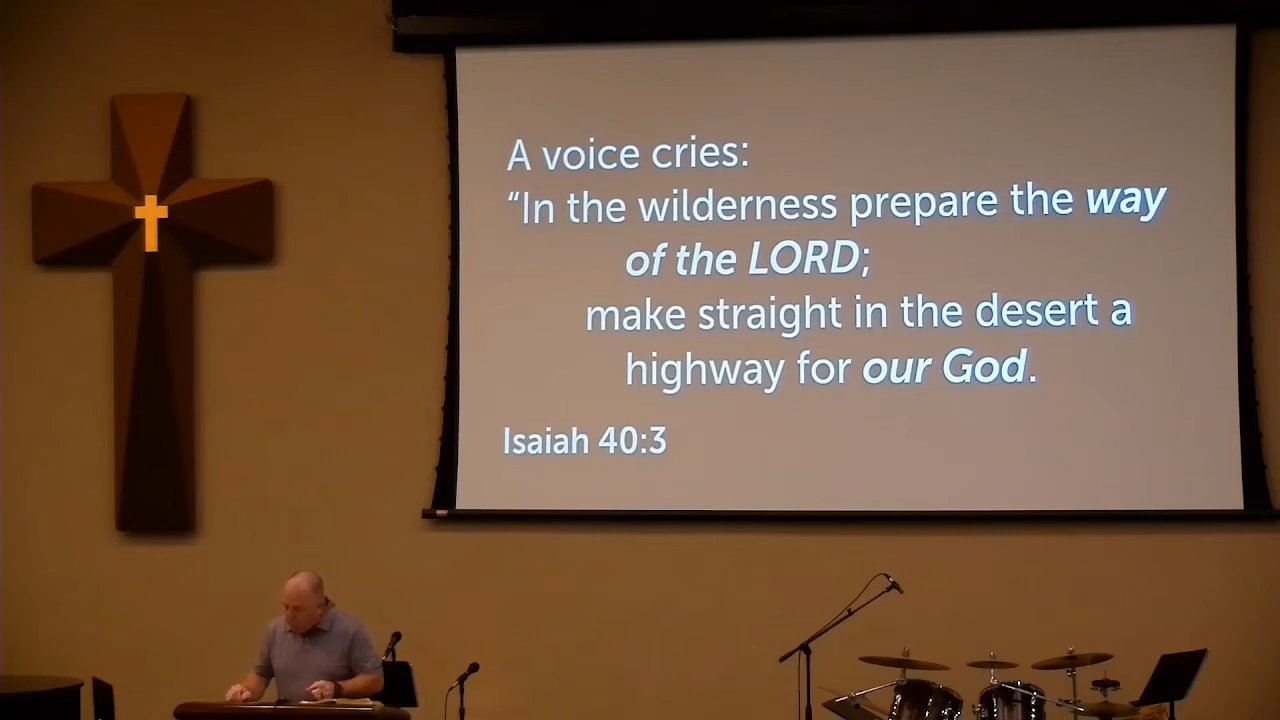 A voice cries:
“In the wilderness prepare the way
of the LORD;
make straight in the desert a
highway for our God.
Isaiah 40:3